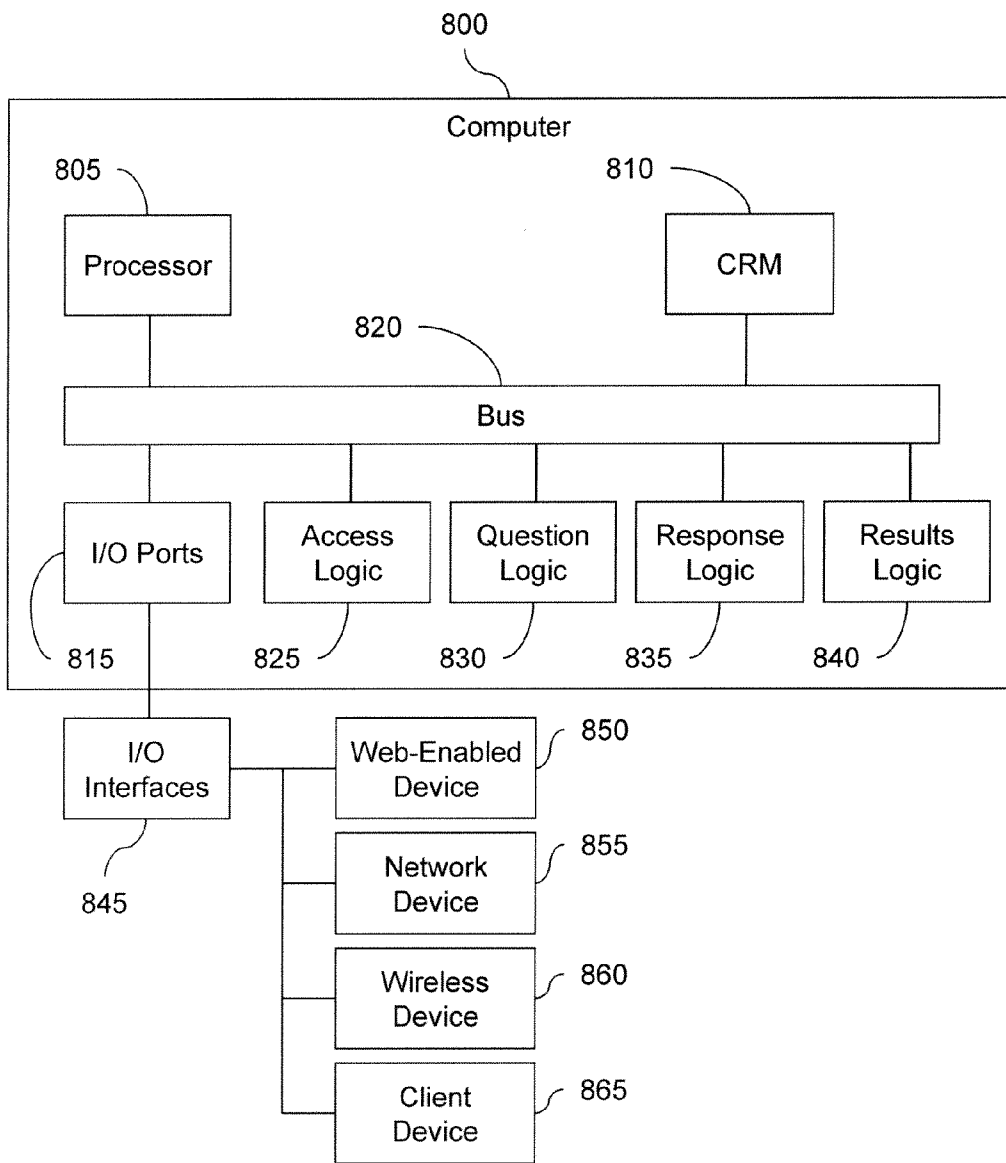 800
Computer
805
810
Processor
CRM
820
Bus
I/O Ports
Access
Logic
Question
Logic
Response
Logic
Results
Logic
815
825
830
835
840
I/O
Interfaces
845
Web-Enabled
Device
850
Network
Device
855
Wireless
Device
860
Client
Device
865